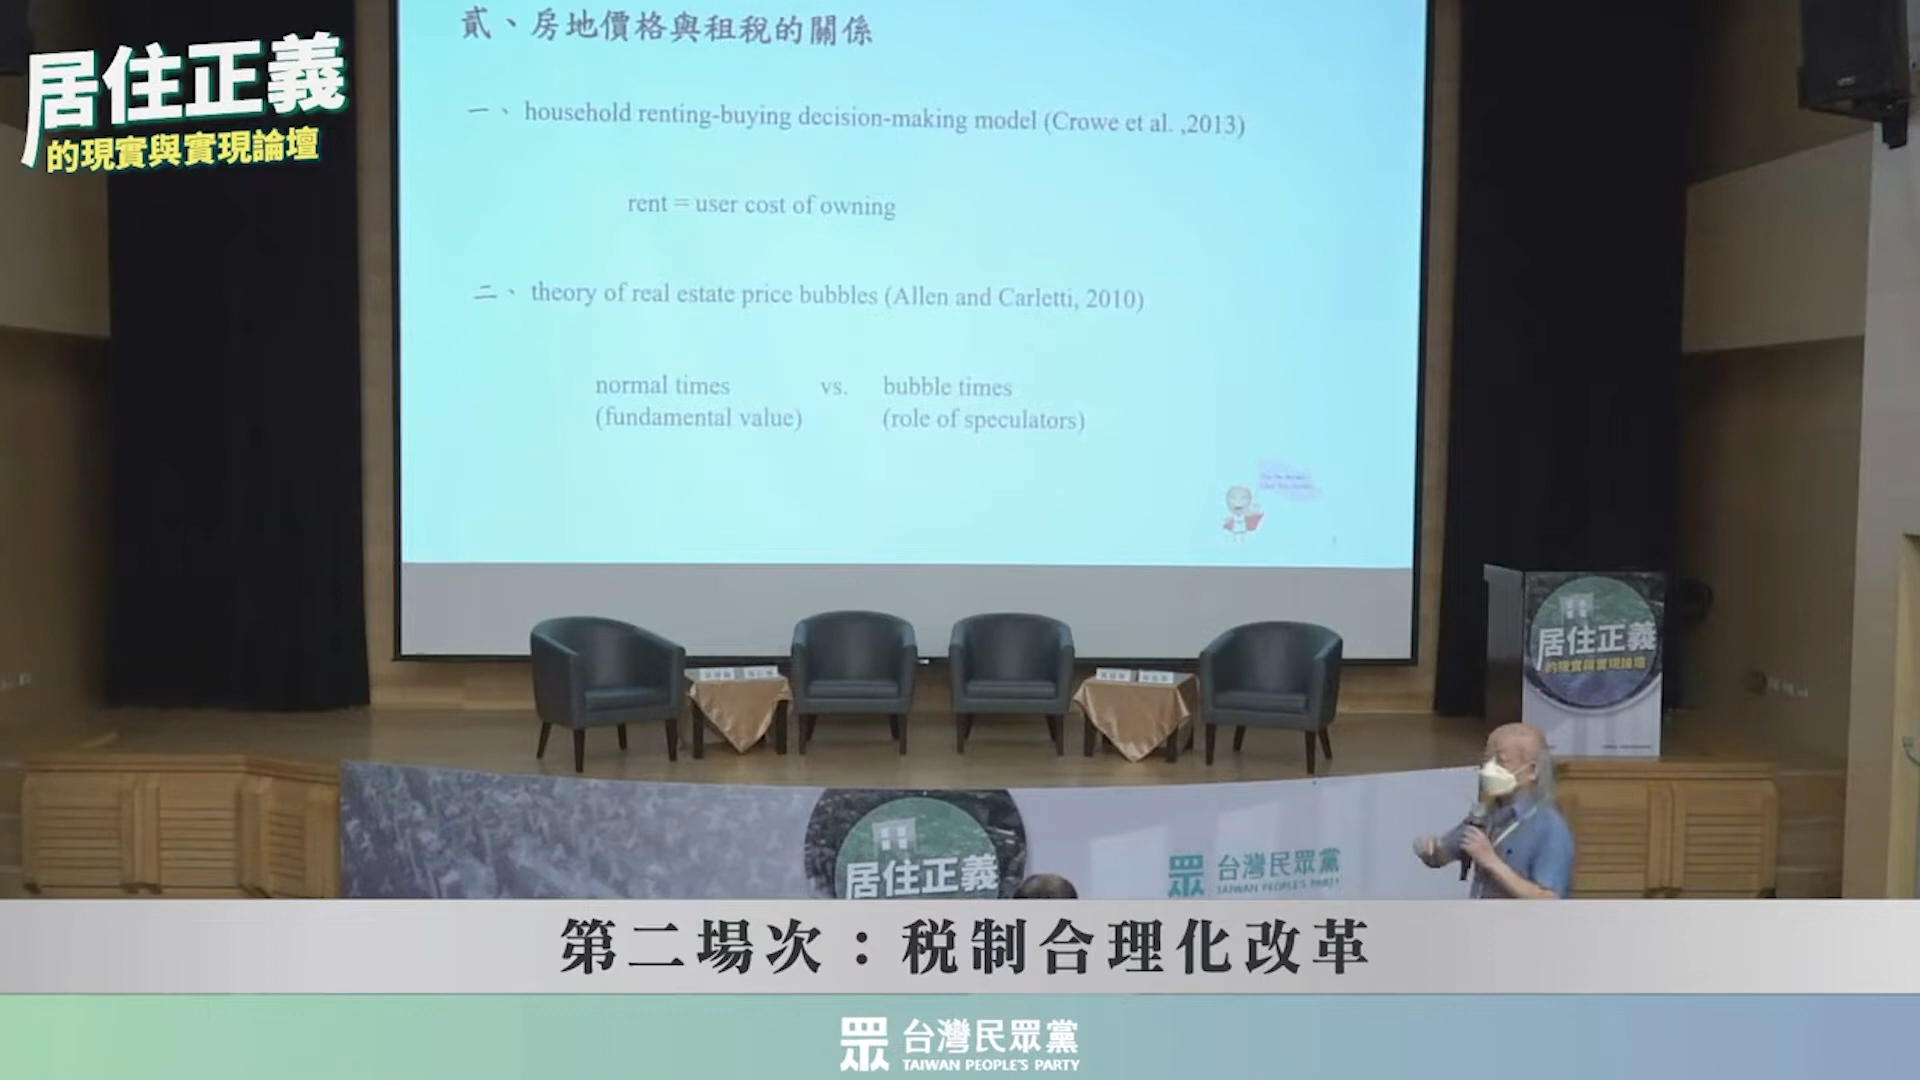 居住正義
的現實與實現論壇
貳、房地價格與租稅的關係
一、household renting-buying decision-making model (Crowe et al. ,2013)
rent = user cost of owning
二、theory of real estate price bubbles (Allen and Carletti, 2010)
normal times vs. bubble times
(fundamental value) (role of speculators)
居住正義
的現實與實現論壇
居住正義
眾 台灣民眾黨
TAIWAN PEOPLE'S PARTY
第二場次：税制合理化改革
眾 台灣民眾黨
TAIWAN PEOPLE'S PARTY